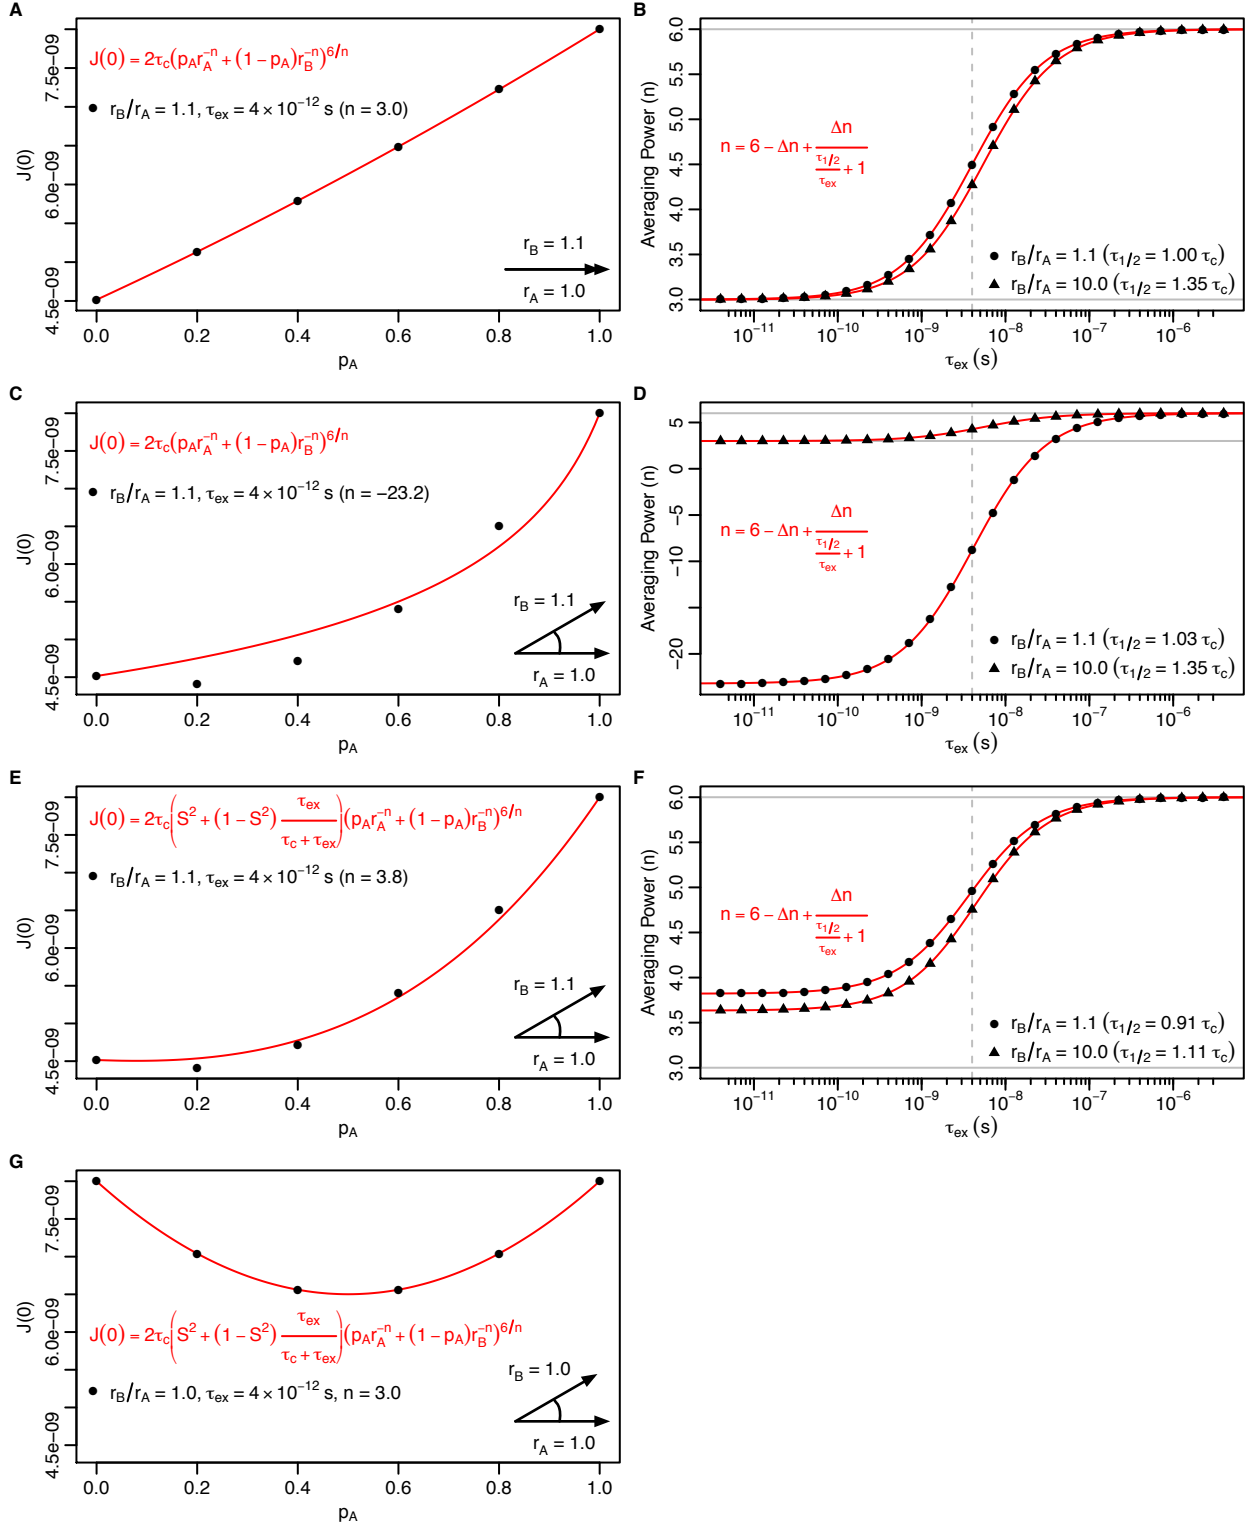 A
J(0) = 2τc(pArA^-n + (1 − pA)rB^-n)^6/n
rB/rA = 1.1, τex = 4 × 10^−12 s (n = 3.0)
rB = 1.1
rA = 1.0
J(0)
4.5e−09 6.0e−09 7.5e−09
0.0 0.2 0.4 0.6 0.8 1.0
pA
B
n = 6 − Δn + Δn / (τ1/2 / τex + 1)
rB/rA = 1.1 (τ1/2 = 1.00 τc)
rB/rA = 10.0 (τ1/2 = 1.35 τc)
Averaging Power (n)
3.0 3.5 4.0 4.5 5.0 5.5 6.0
10^−11 10^−10 10^−9 10^−8 10^−7 10^−6
τex (s)
C
J(0) = 2τc(pArA^-n + (1 − pA)rB^-n)^6/n
rB/rA = 1.1, τex = 4 × 10^−12 s (n = −23.2)
rB = 1.1
rA = 1.0
J(0)
4.5e−09 6.0e−09 7.5e−09
0.0 0.2 0.4 0.6 0.8 1.0
pA
D
n = 6 − Δn + Δn / (τ1/2 / τex + 1)
rB/rA = 1.1 (τ1/2 = 1.03 τc)
rB/rA = 10.0 (τ1/2 = 1.35 τc)
Averaging Power (n)
−20 −10 −5 0 5
10^−11 10^−10 10^−9 10^−8 10^−7 10^−6
τex (s)
E
J(0) = 2τc(S^2 + (1 − S^2) τex / (τc + τex))(pArA^-n + (1 − pA)rB^-n)^6/n
rB/rA = 1.1, τex = 4 × 10^−12 s (n = 3.8)
rB = 1.1
rA = 1.0
J(0)
4.5e−09 6.0e−09 7.5e−09
0.0 0.2 0.4 0.6 0.8 1.0
pA
F
n = 6 − Δn + Δn / (τ1/2 / τex + 1)
rB/rA = 1.1 (τ1/2 = 0.91 τc)
rB/rA = 10.0 (τ1/2 = 1.11 τc)
Averaging Power (n)
3.0 3.5 4.0 4.5 5.0 6.0
10^−11 10^−10 10^−9 10^−8 10^−7 10^−6
τex (s)
G
J(0) = 2τc(S^2 + (1 − S^2) τex / (τc + τex))(pArA^-n + (1 − pA)rB^-n)^6/n
rB/rA = 1.0, τex = 4 × 10^−12 s, n = 3.0
rB = 1.0
rA = 1.0
J(0)
4.5e−09 6.0e−09 7.5e−09
0.0 0.2 0.4 0.6 0.8 1.0
pA